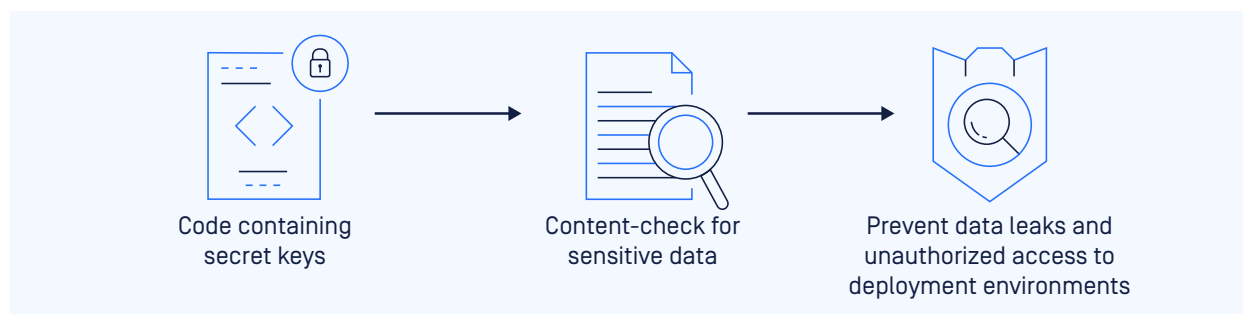 Code containing
secret keys
Content-check for
sensitive data
Prevent data leaks and
unauthorized access to
deployment environments